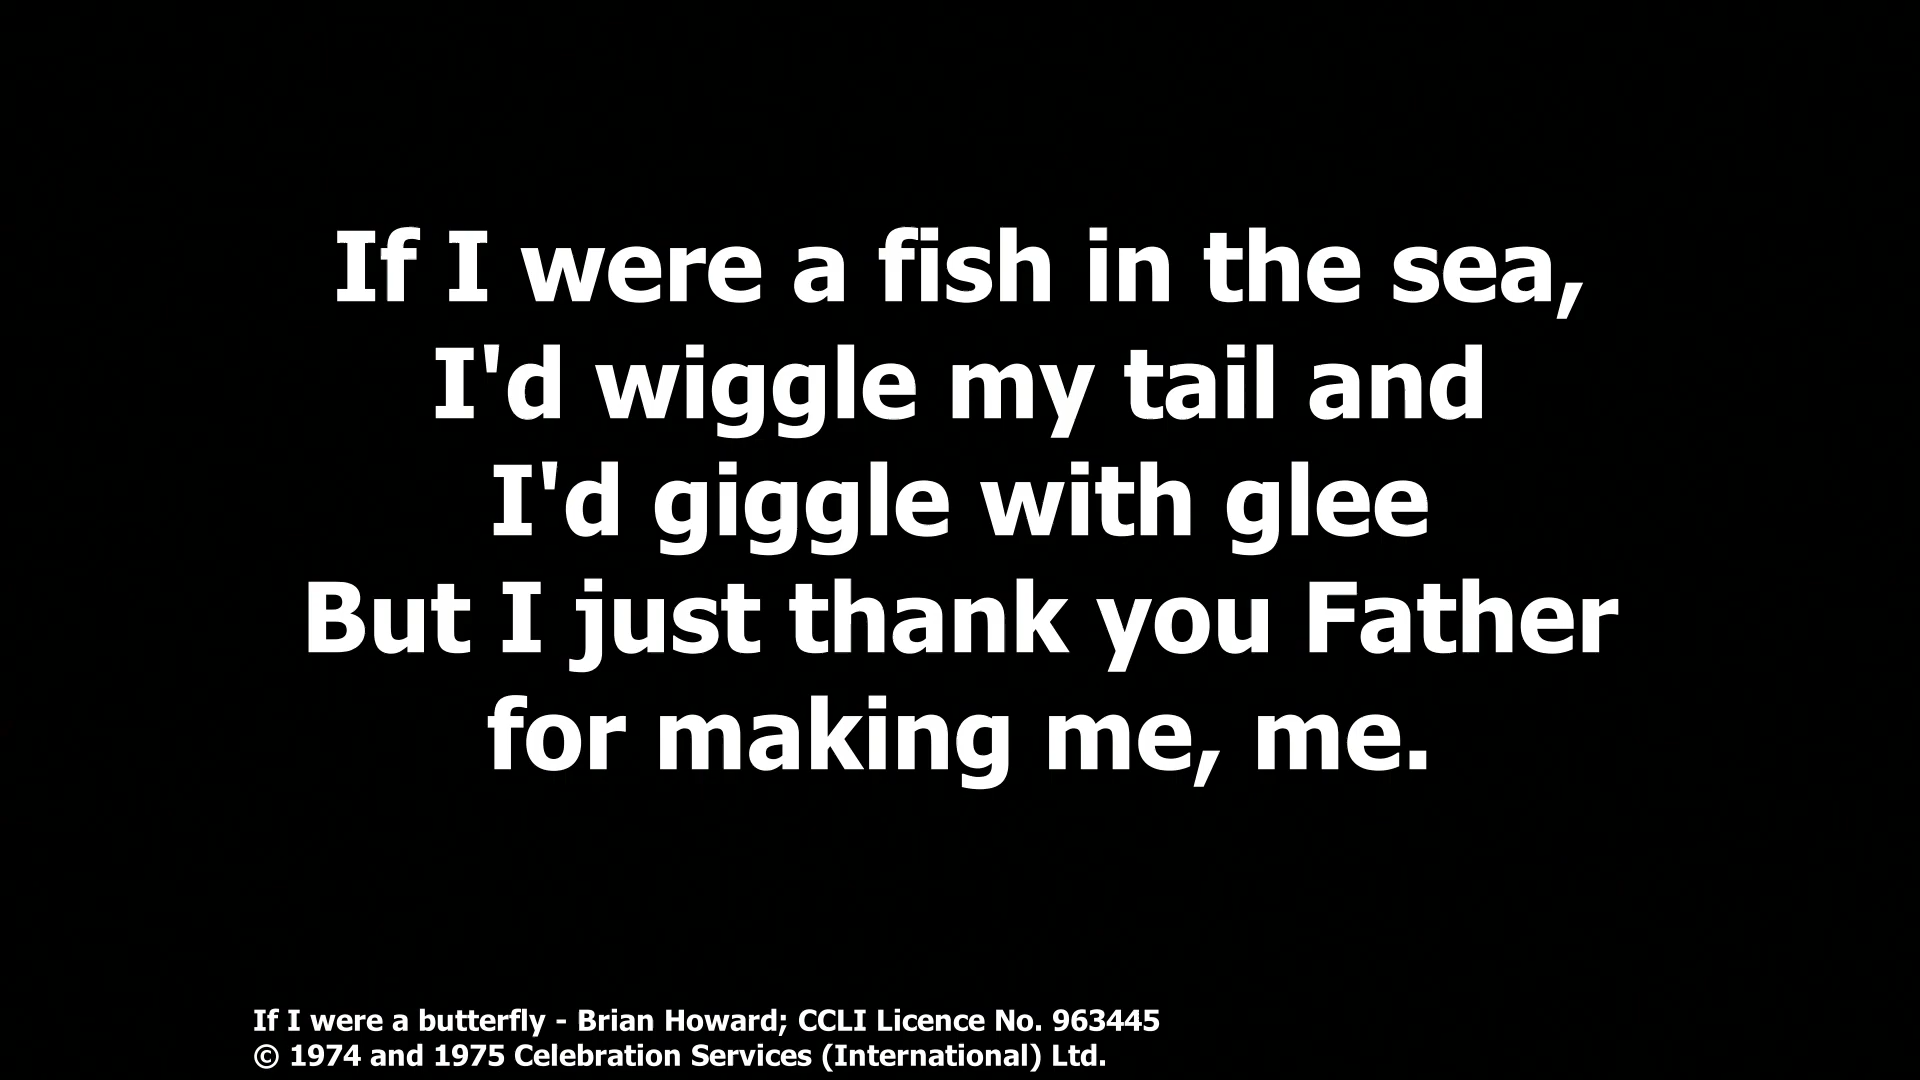 If I were a fish in the sea,
I'd wiggle my tail and
I'd giggle with glee
But I just thank you Father
for making me, me.
If I were a butterfly - Brian Howard; CCLI Licence No. 963445
© 1974 and 1975 Celebration Services (International) Ltd.